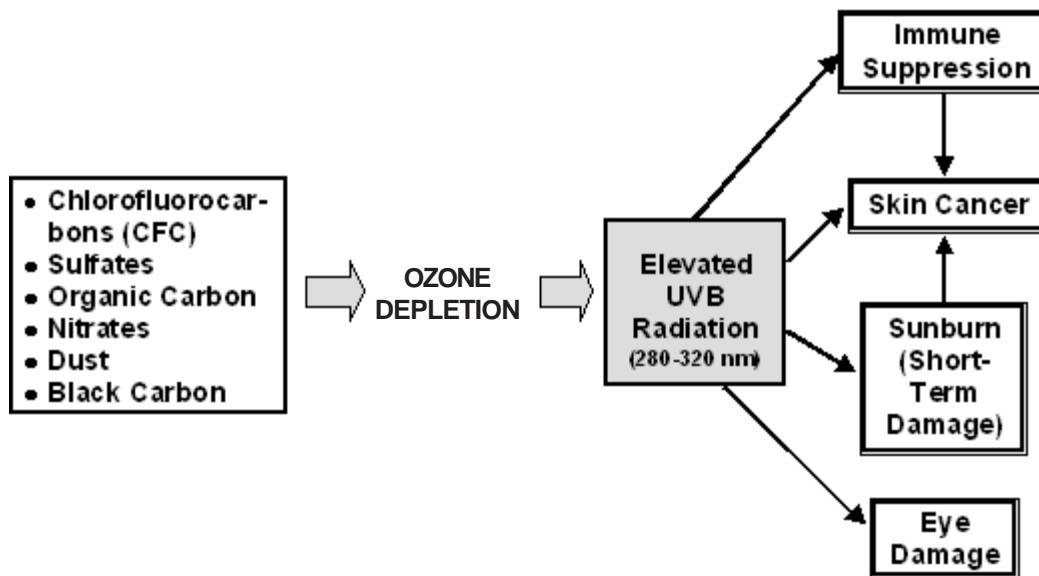 • Chlorofluorocar-
bons (CFC)
• Sulfates
• Organic Carbon
• Nitrates
• Dust
• Black Carbon
OZONE
DEPLETION
Elevated
UVB
Radiation
(280-320 nm)
Immune
Suppression
Skin Cancer
Sunburn
(Short-
Term
Damage)
Eye
Damage